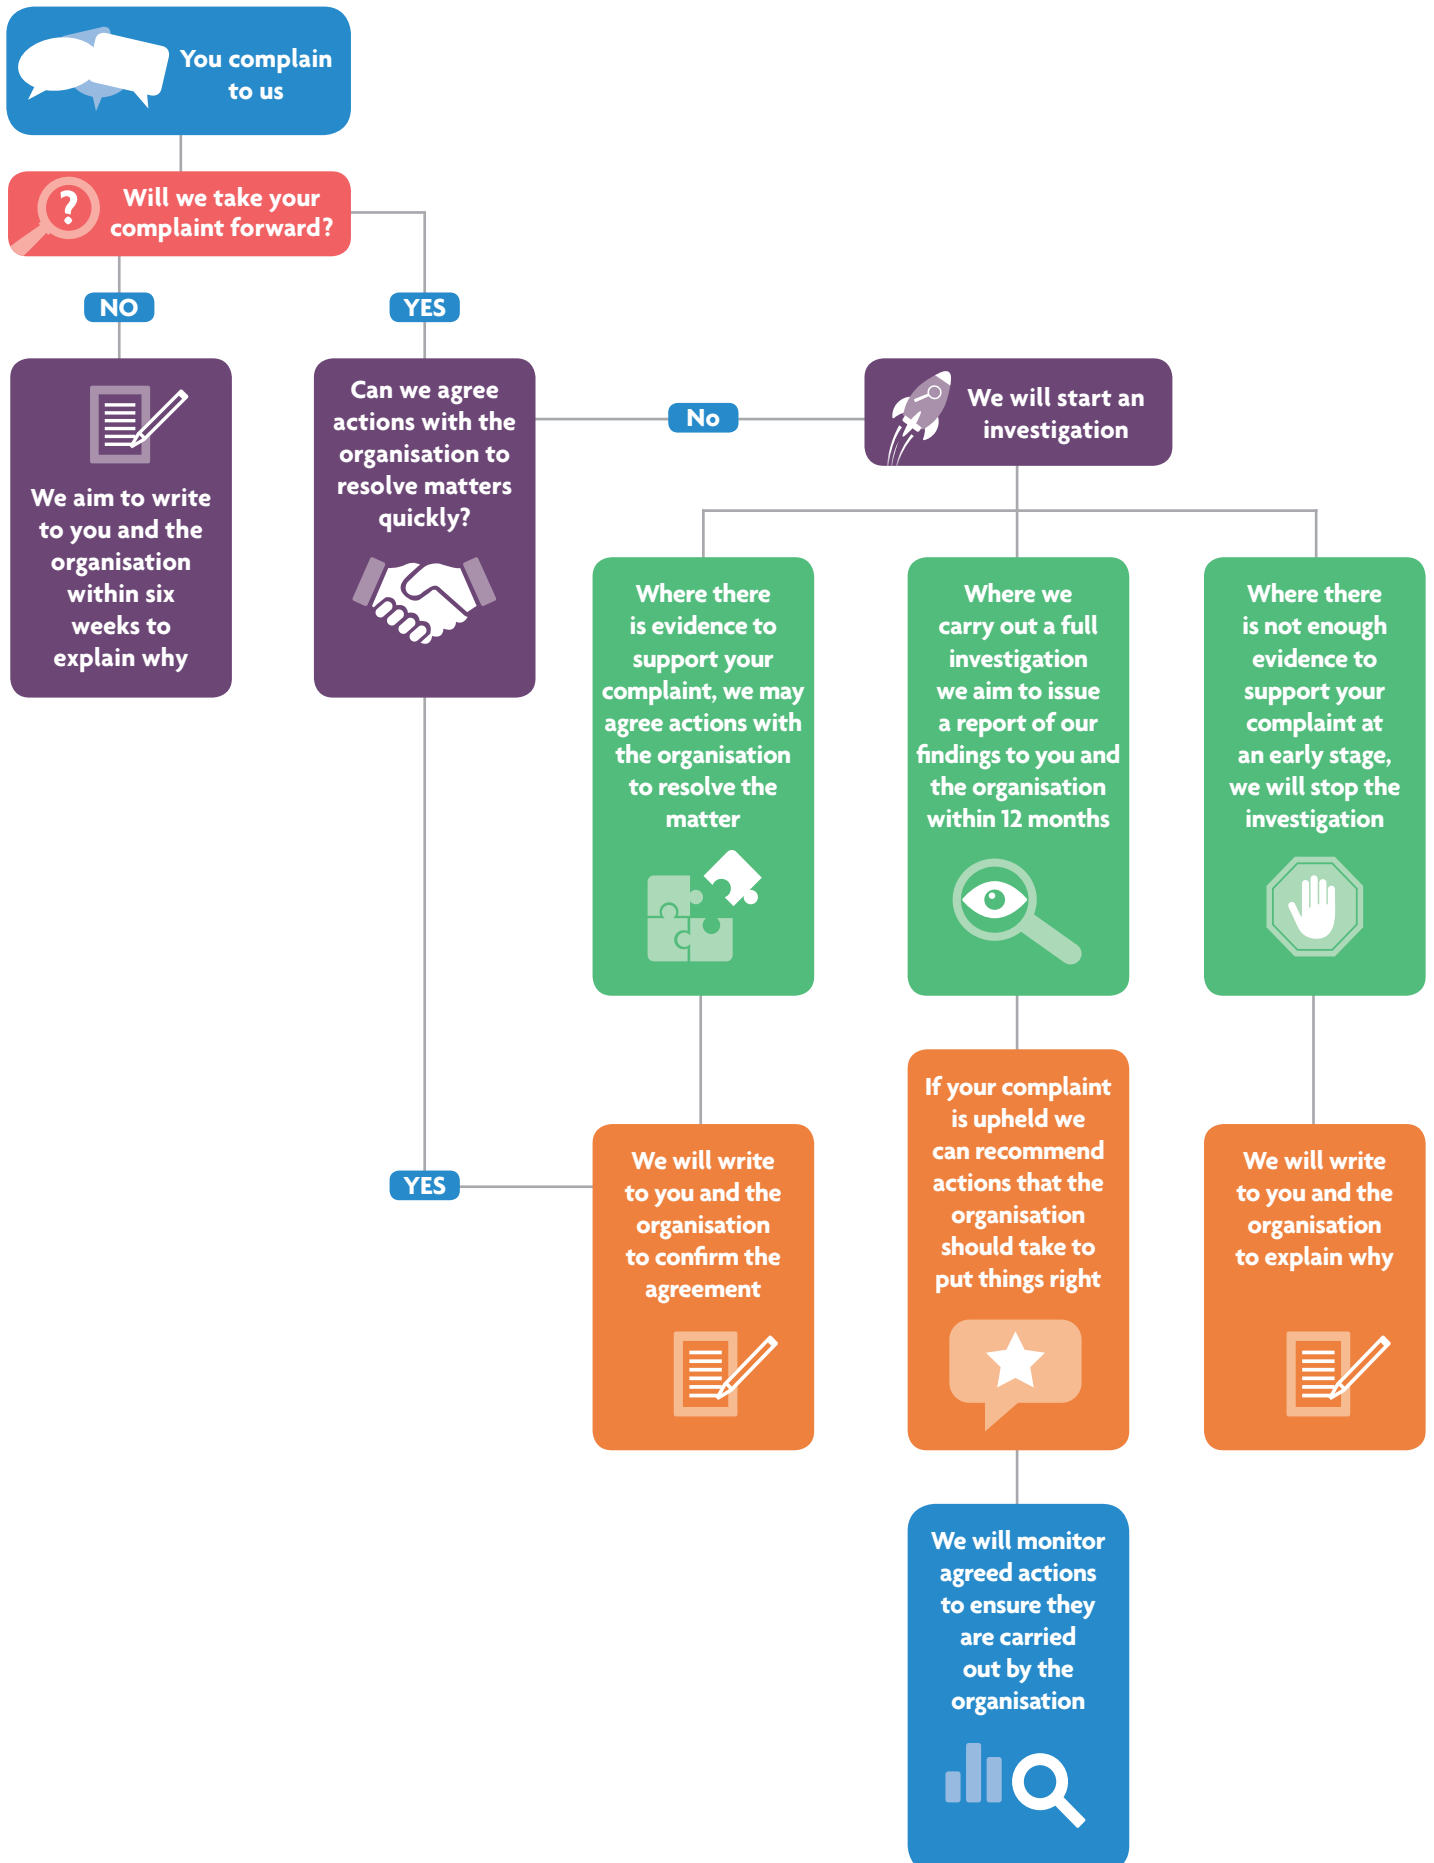 You complain
to us
?
Will we take your
complaint forward?
NO
YES
We aim to write
to you and the
organisation
within six
weeks to
explain why
Can we agree
actions with the
organisation to
resolve matters
quickly?
No
We will start an
investigation
Where there
is evidence to
support your
complaint, we may
agree actions with
the organisation
to resolve the
matter
Where we
carry out a full
investigation
we aim to issue
a report of our
findings to you and
the organisation
within 12 months
Where there
is not enough
evidence to
support your
complaint at
an early stage,
we will stop the
investigation
YES
We will write
to you and the
organisation
to confirm the
agreement
If your complaint
is upheld we
can recommend
actions that the
organisation
should take to
put things right
We will write
to you and the
organisation
to explain why
We will monitor
agreed actions
to ensure they
are carried
out by the
organisation